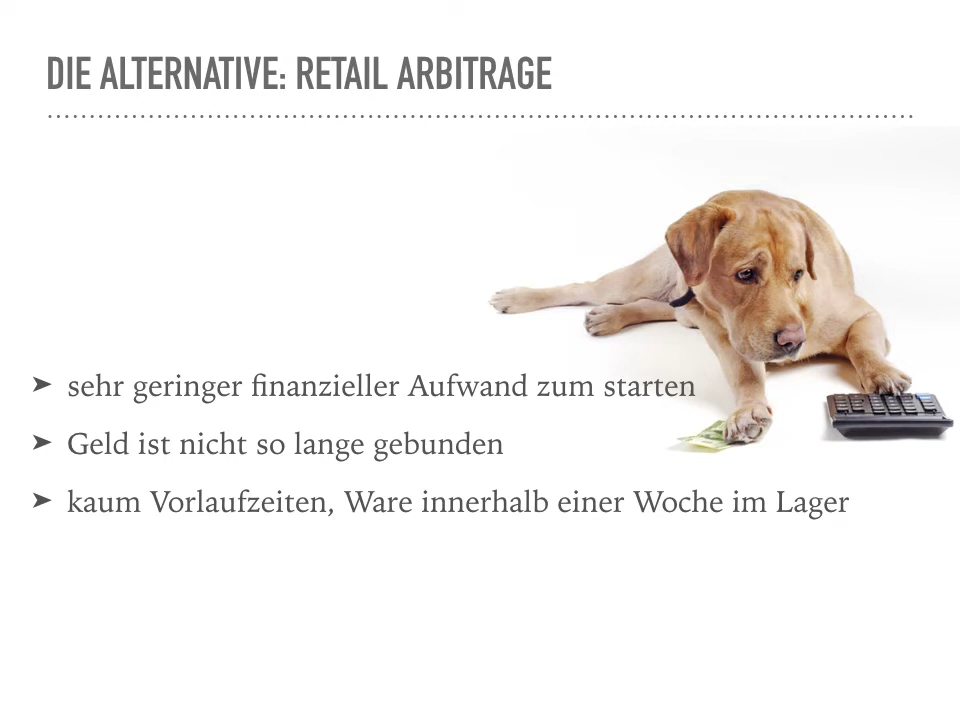 DIE ALTERNATIVE: RETAIL ARBITRAGE
➤ sehr geringer finanzieller Aufwand zum starten
➤ Geld ist nicht so lange gebunden
➤ kaum Vorlaufzeiten, Ware innerhalb einer Woche im Lager